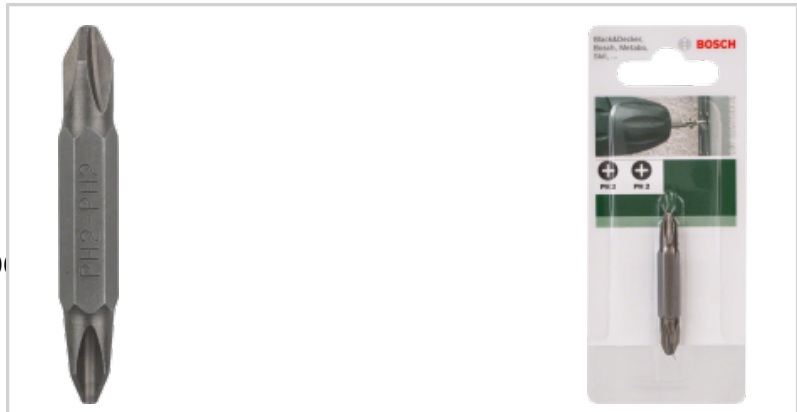 PH2 - PH2
Black&Decker,
Bosch, Metabo,
Skil, ...
BOSCH
PH 2 PH 2